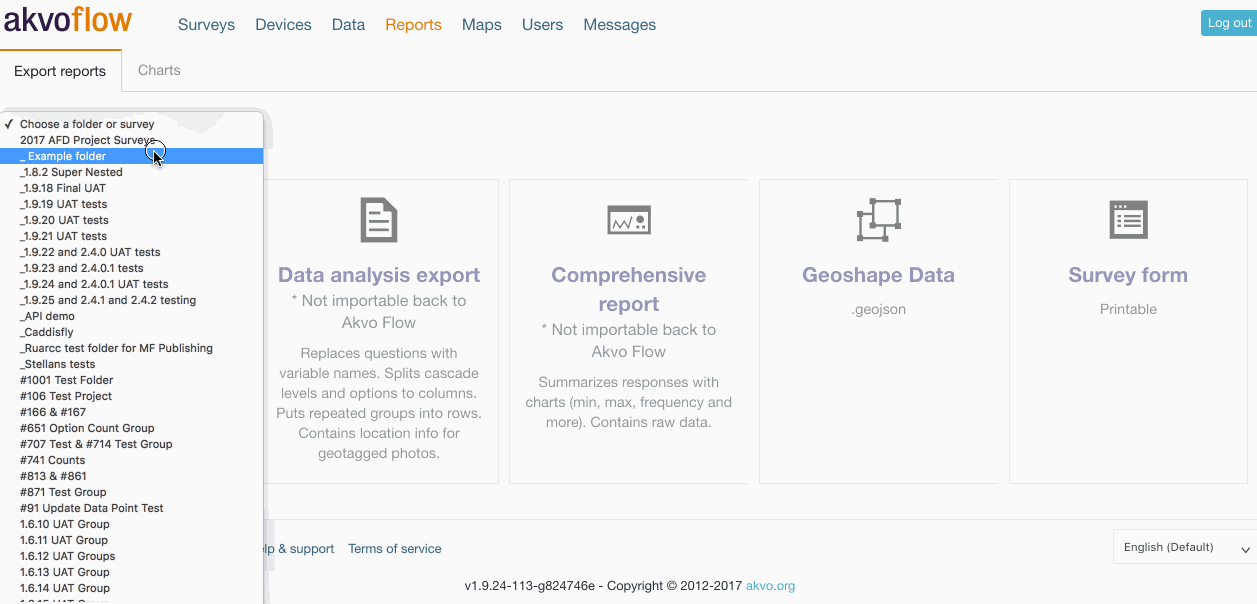 akvoflow
Surveys Devices Data Reports Maps Users Messages
Log out
Export reports Charts
✓ Choose a folder or survey
2017 AFD Project Surveys
_ Example folder
_1.8.2 Super Nested
_1.9.18 Final UAT
_1.9.19 UAT tests
_1.9.20 UAT tests
_1.9.21 UAT tests
_1.9.22 and 2.4.0 UAT tests
_1.9.23 and 2.4.0.1 tests
_1.9.24 and 2.4.0.1 UAT tests
_1.9.25 and 2.4.1 and 2.4.2 testing
_API demo
_Caddisfly
_Ruarcc test folder for MF Publishing
_Stellans tests
#1001 Test Folder
#106 Test Project
#166 & #167
#651 Option Count Group
#707 Test & #714 Test Group
#741 Counts
#813 & #861
#871 Test Group
#91 Update Data Point Test
1.6.10 UAT Group
1.6.11 UAT Group
1.6.12 UAT Groups
1.6.13 UAT Group
1.6.14 UAT Group
Data analysis export
* Not importable back to
Akvo Flow
Replaces questions with
variable names. Splits cascade
levels and options to columns.
Puts repeated groups into rows.
Contains location info for
geotagged photos.
Comprehensive
report
* Not importable back to
Akvo Flow
Summarizes responses with
charts (min, max, frequency and
more). Contains raw data.
Geoshape Data
.geojson
Survey form
Printable
elp & support Terms of service
English (Default)
v1.9.24-113-g824746e - Copyright © 2012-2017 akvo.org